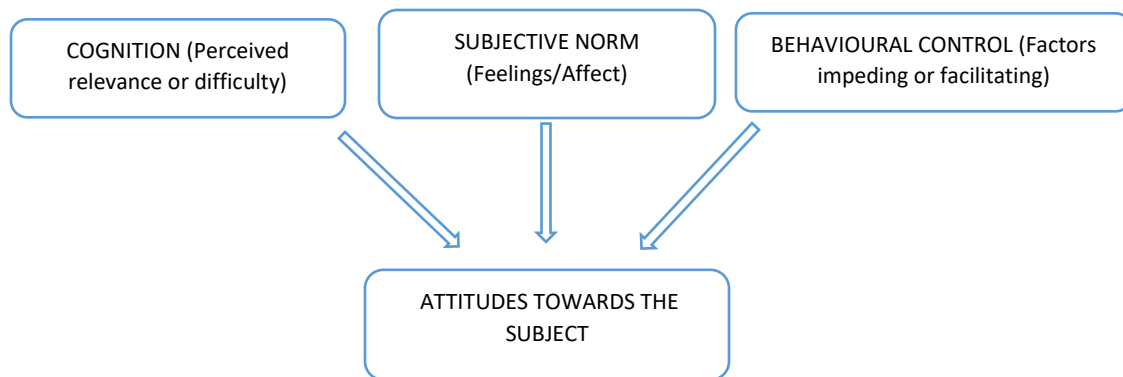 COGNITION (Perceived
relevance or difficulty)
SUBJECTIVE NORM
(Feelings/Affect)
BEHAVIOURAL CONTROL (Factors
impeding or facilitating)
ATTITUDES TOWARDS THE
SUBJECT